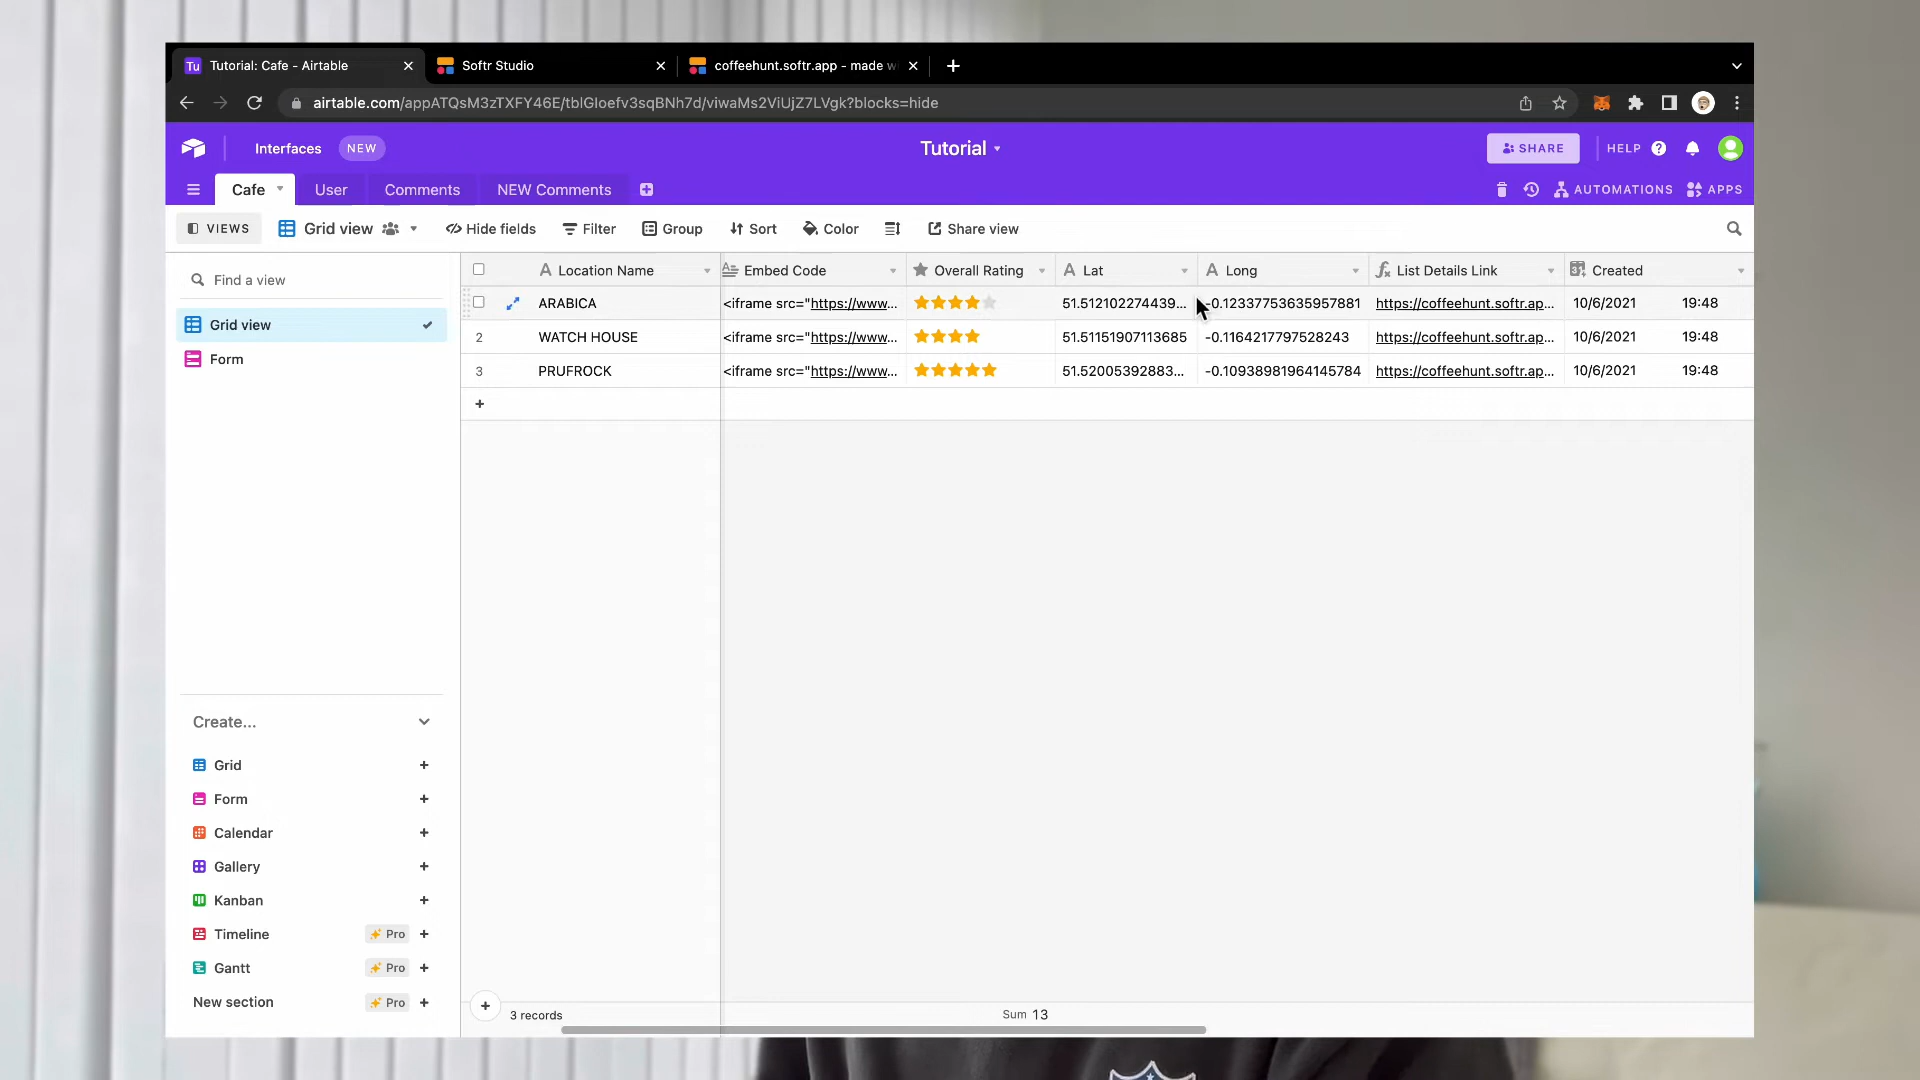 Tu Tutorial: Cafe - Airtable
Softr Studio
coffeehunt.softr.app - made w
airtable.com/appATQsM3zTXFY46E/tblGloefv3sqBNh7d/viwaMs2ViUjZ7LVgk?blocks=hide
Interfaces NEW
Tutorial
SHARE HELP
Cafe User Comments NEW Comments
AUTOMATIONS APPS
VIEWS Grid view Hide fields Filter Group Sort Color Share view
Find a view
Grid view
Form
Location Name Embed Code Overall Rating Lat Long List Details Link Created
ARABICA <iframe src="https://www... 51.512102274439... -0.12337753635957881 https://coffeehunt.softr.ap... 10/6/2021 19:48
2 WATCH HOUSE <iframe src="https://www... 51.51151907113685 -0.1164217797528243 https://coffeehunt.softr.ap... 10/6/2021 19:48
3 PRUFROCK <iframe src="https://www... 51.52005392883... -0.10938981964145784 https://coffeehunt.softr.ap... 10/6/2021 19:48
Create...
Grid
Form
Calendar
Gallery
Kanban
Timeline Pro
Gantt Pro
New section Pro
3 records Sum 13